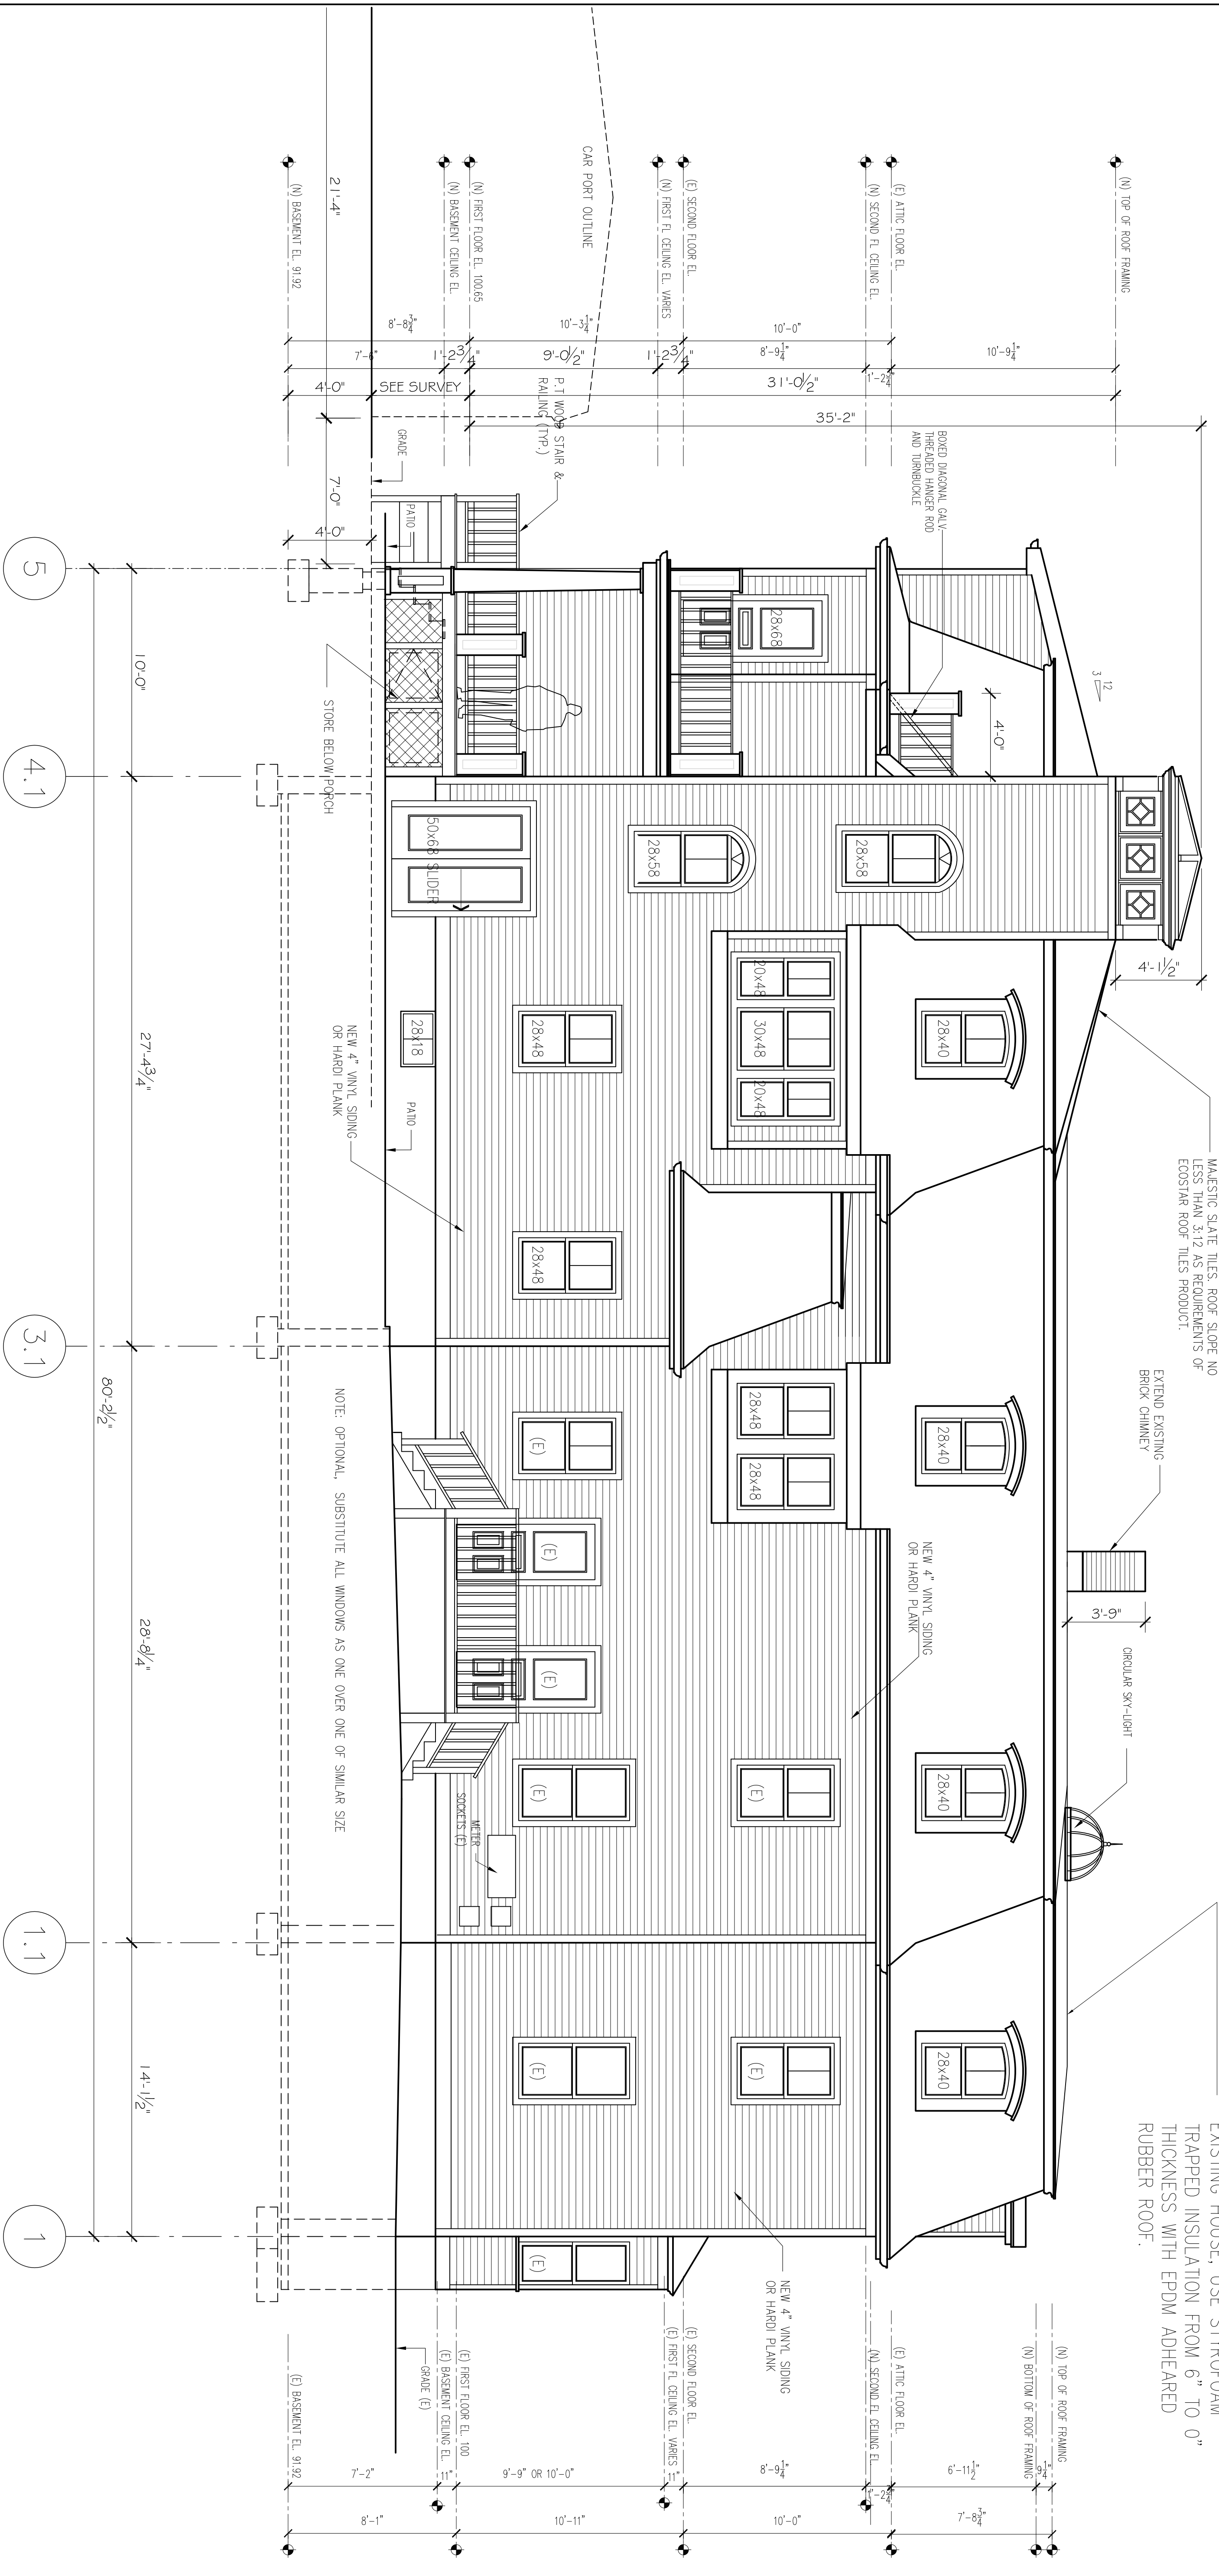 EXISTING HOUSE, USE STYROFOAM
TRAPPED INSULATION FROM 6" TO 0"
THICKNESS WITH EPDM ADHEARED
RUBBER ROOF.
MAJESTIC SLATE TILES. ROOF SLOPE NO
LESS THAN 3:12 AS REQUIREMENTS OF
ECOSTAR ROOF TILES PRODUCT.
EXTEND EXISTING
BRICK CHIMNEY
3'-9"
CIRCULAR SKY-LIGHT
4'-1½"
(N) TOP OF ROOF FRAMING
(E) ATTIC FLOOR EL.
(N) SECOND FL CEILING EL.
(E) SECOND FLOOR EL.
(N) FIRST FL CEILING EL. VARIES
(N) FIRST FLOOR EL. 100.65
(N) BASEMENT CEILING EL.
(N) BASEMENT EL. 91.92
10'-9¼"
10'-0"
10'-3¼"
8'-8¾"
1'-2¾"
8'-9¼"
1'-2¾"
9'-0½"
1'-2¾"
7'-6"
31'-0½"
SEE SURVEY
4'-0"
35'-2"
CAR PORT OUTLINE
21'-4"
7'-0"
4'-0"
BOXED DIAGONAL GALV.
THREADED HANGER ROD
AND TURNBUCKLE
P.T WOOD STAIR &
RAILING (TYP.)
GRADE
PATIO
12
3
4'-0"
28x68
STORE BELOW PORCH
28x58
28x58
50x68 SLIDER
28x40
28x40
28x40
28x40
20x48
30x48
20x48
28x48
28x48
28x48
28x48
28x18
PATIO
NEW 4" VINYL SIDING
OR HARDI PLANK
NEW 4" VINYL SIDING
OR HARDI PLANK
NEW 4" VINYL SIDING
OR HARDI PLANK
(E)
(E)
(E)
(E)
(E)
(E)
(E)
(E)
METER
SOCKETS (E)
NOTE: OPTIONAL, SUBSTITUTE ALL WINDOWS AS ONE OVER ONE OF SIMILAR SIZE
GRADE (E)
(N) TOP OF ROOF FRAMING
(N) BOTTOM OF ROOF FRAMING
(E) ATTIC FLOOR EL.
(N) SECOND FL CEILING EL.
(E) SECOND FLOOR EL.
(E) FIRST FL CEILING EL. VARIES
(E) FIRST FLOOR EL. 100
(E) BASEMENT CEILING EL.
(E) BASEMENT EL. 91.92
9¼"
6'-11½"
1'-2¾"
8'-9¼"
11"
9'-9" OR 10'-0"
11"
7'-2"
7'-8¾"
10'-0"
10'-11"
8'-1"
10'-0"
27'-4¾"
28'-8¼"
14'-1½"
80'-2½"
5
4.1
3.1
1.1
1